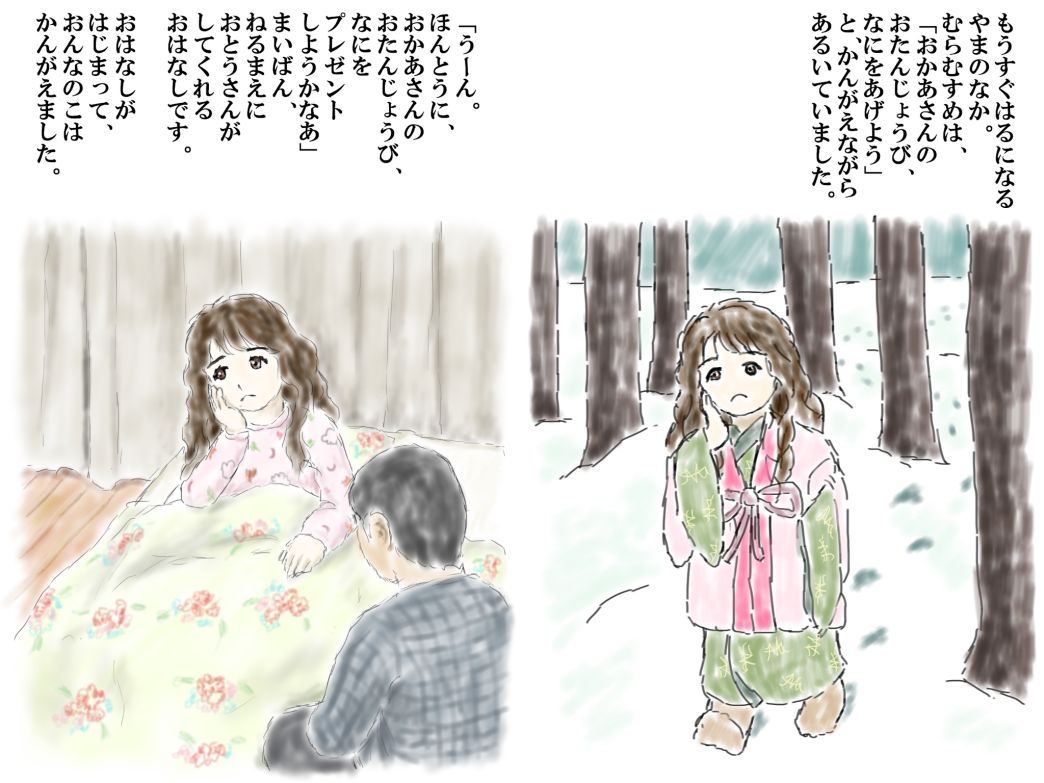 もうすぐはるになる
やまのなか。
むらむすめは、
「おかあさんの
おたんじょうび、
なにをあげよう」
と、かんがえながら
あるいていました。
「うーん。
ほんとうに、
おかあさんの
おたんじょうび、
なにを
プレゼント
しようかなあ」
まいばん、
ねるまえに
おとうさんが
してくれる
おはなしです。
おはなしが
はじまって、
おんなのこは
かんがえました。